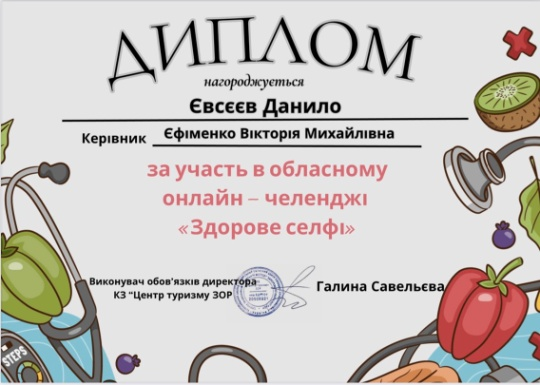 ДИПЛОМ
нагороджується
Євсєєв Данило
Керівник Єфіменко Вікторія Михайлівна
за участь в обласному
онлайн – челенджі
«Здорове селфі»
Виконувач обов'язків директора
КЗ "Центр туризму ЗОР
Галина Савельєва
STEPS